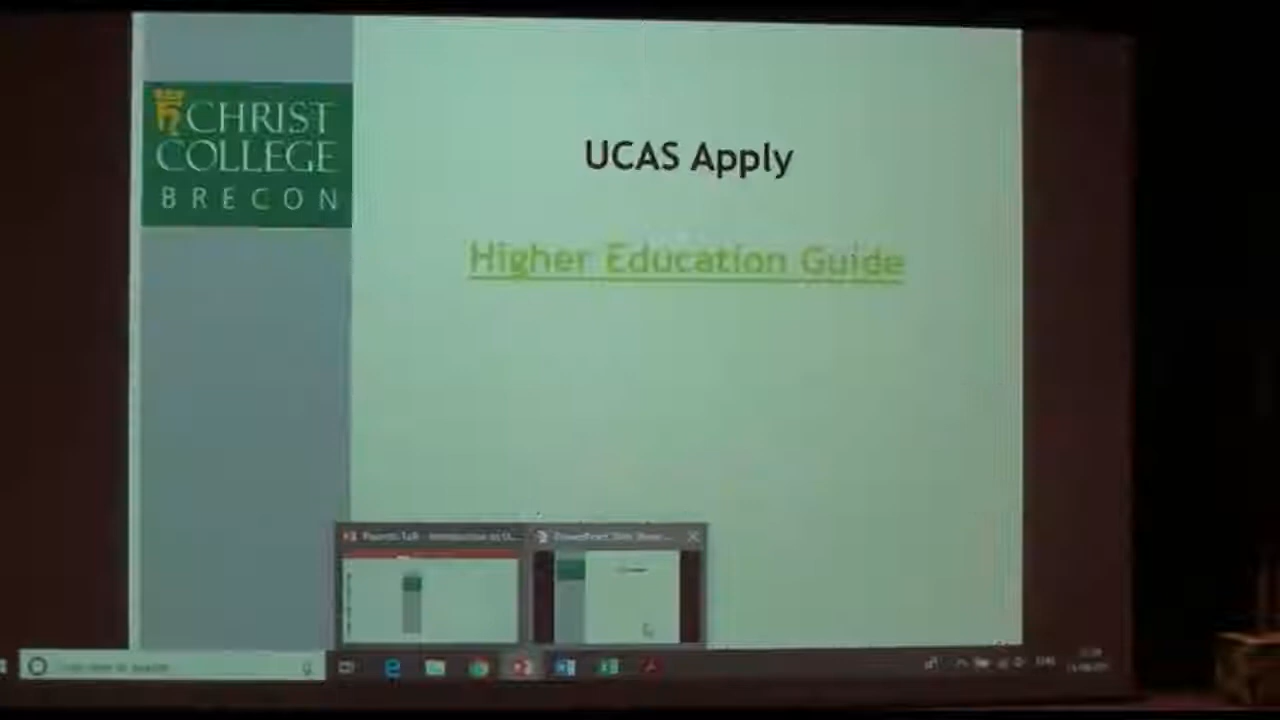 CHRIST
COLLEGE
BRECON
UCAS Apply
Higher Education Guide